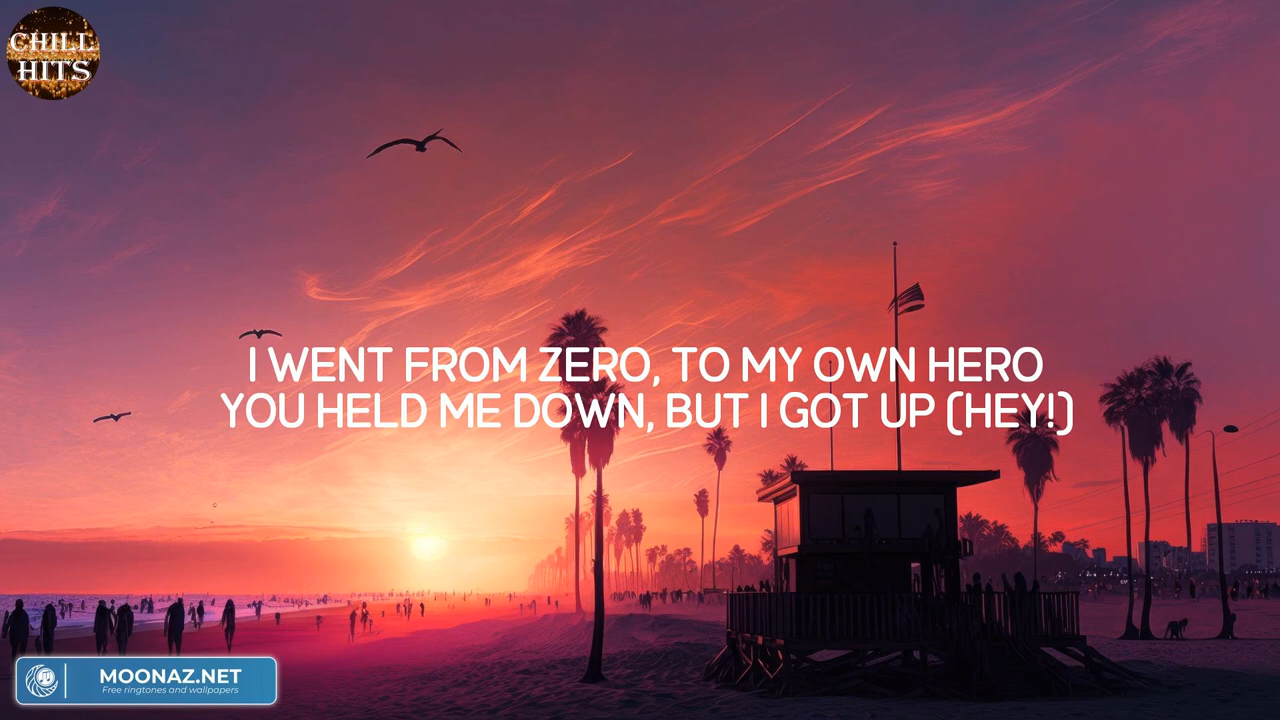 CHILL
HITS
I WENT FROM ZERO, TO MY OWN HERO
YOU HELD ME DOWN, BUT I GOT UP (HEY!)
MOONAZ.NET
Free ringtones and wallpapers